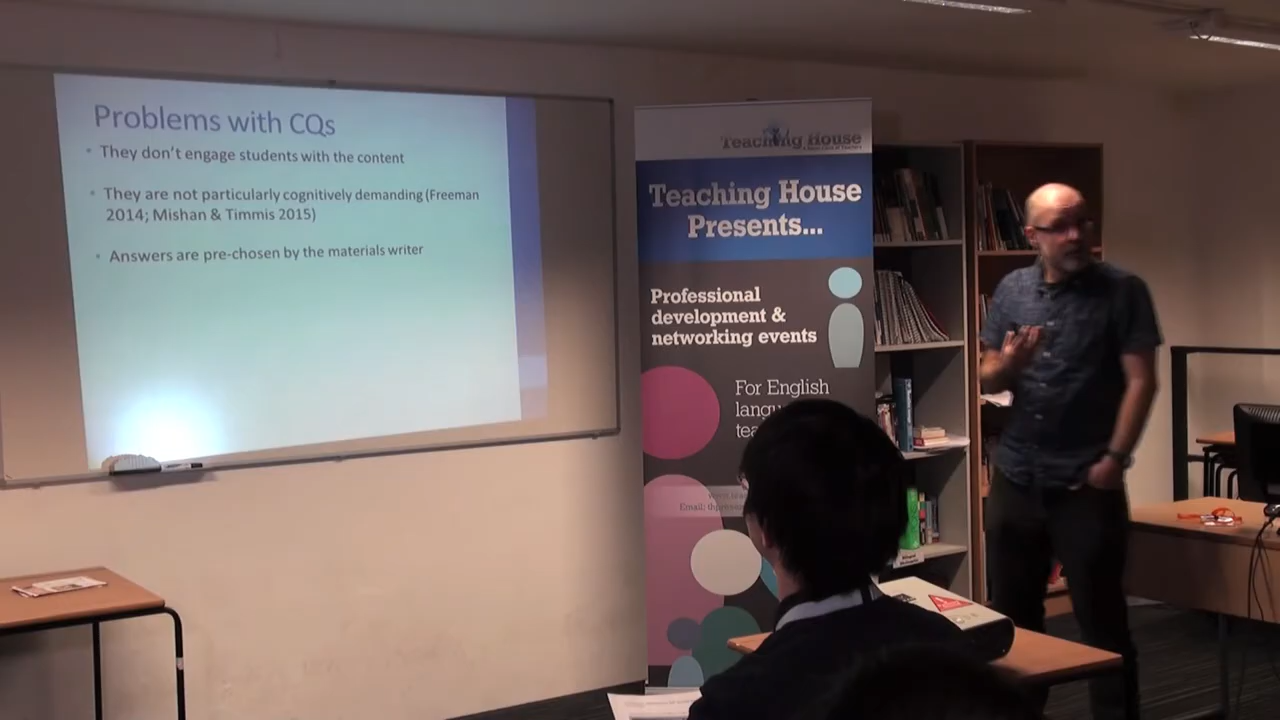 Problems with CQs
• They don't engage students with the content
• They are not particularly cognitively demanding (Freeman
2014; Mishan & Timmis 2015)
• Answers are pre-chosen by the materials writer
Teaching House
Teaching House
Presents...
Professional
development &
networking events
For English
Email: